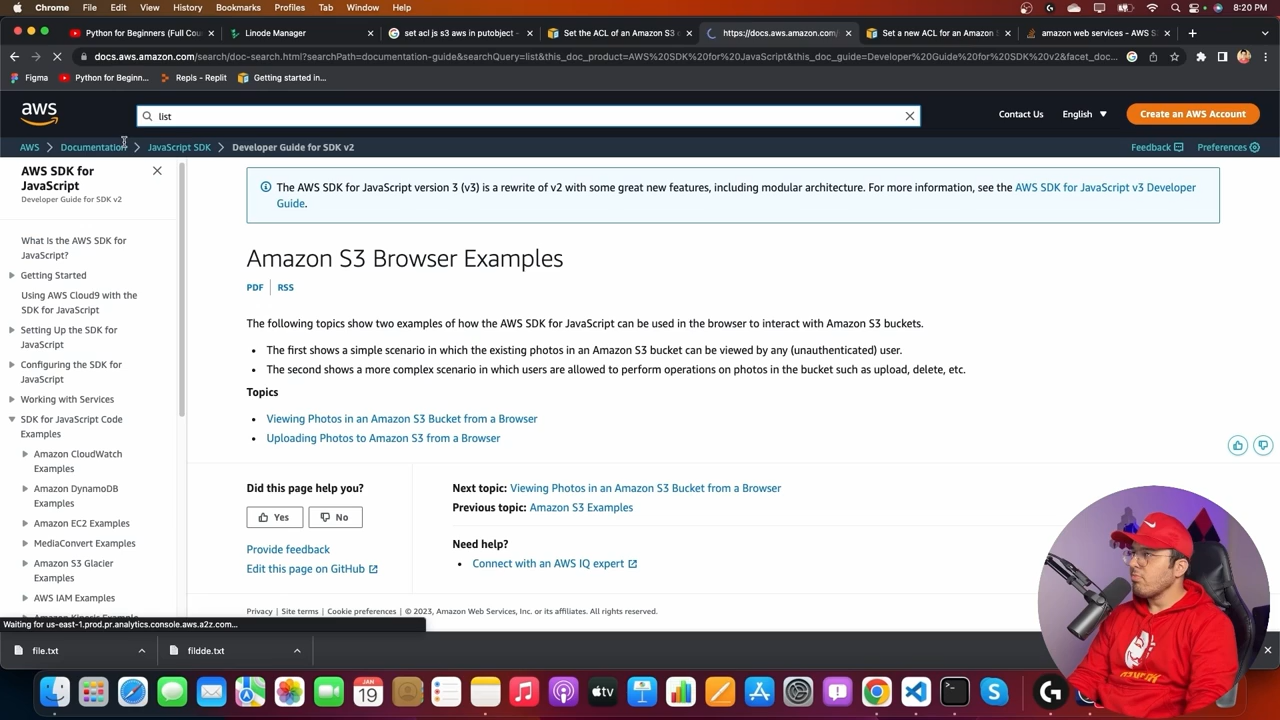 Chrome File Edit View History Bookmarks Profiles Tab Window Help 8:20 PM
Python for Beginners (Full Cou Linode Manager set acl js s3 aws in putobject - Set the ACL of an Amazon S3 https://docs.aws.amazon.com/ Set a new ACL for an Amazon amazon web services - AWS S
docs.aws.amazon.com/search/doc-search.html?searchPath=documentation-guide&searchQuery=list&this_doc_product=AWS%20SDK%20for%20JavaScript&this_doc_guide=Developer%20Guide%20for%20SDK%20v2&facet_doc...
Figma Python for Beginn... Repls - Replit Getting started in...
aws
list
Contact Us English Create an AWS Account
AWS Documentation JavaScript SDK Developer Guide for SDK v2 Feedback Preferences
AWS SDK for
JavaScript
Developer Guide for SDK v2
What Is the AWS SDK for
JavaScript?
Getting Started
Using AWS Cloud9 with the
SDK for JavaScript
Setting Up the SDK for
JavaScript
Configuring the SDK for
JavaScript
Working with Services
SDK for JavaScript Code
Examples
Amazon CloudWatch
Examples
Amazon DynamoDB
Examples
Amazon EC2 Examples
MediaConvert Examples
Amazon S3 Glacier
Examples
AWS IAM Examples
The AWS SDK for JavaScript version 3 (v3) is a rewrite of v2 with some great new features, including modular architecture. For more information, see the AWS SDK for JavaScript v3 Developer
Guide.
Amazon S3 Browser Examples
PDF RSS
The following topics show two examples of how the AWS SDK for JavaScript can be used in the browser to interact with Amazon S3 buckets.
• The first shows a simple scenario in which the existing photos in an Amazon S3 bucket can be viewed by any (unauthenticated) user.
• The second shows a more complex scenario in which users are allowed to perform operations on photos in the bucket such as upload, delete, etc.
Topics
• Viewing Photos in an Amazon S3 Bucket from a Browser
• Uploading Photos to Amazon S3 from a Browser
Did this page help you?
Yes No
Provide feedback
Edit this page on GitHub
Next topic: Viewing Photos in an Amazon S3 Bucket from a Browser
Previous topic: Amazon S3 Examples
Need help?
• Connect with an AWS IQ expert
Privacy | Site terms | Cookie preferences | © 2023, Amazon Web Services, Inc. or its affiliates. All rights reserved.
Waiting for us-east-1.prod.pr.analytics.console.aws.a2z.com...
file.txt fildde.txt
JAN
19
tv